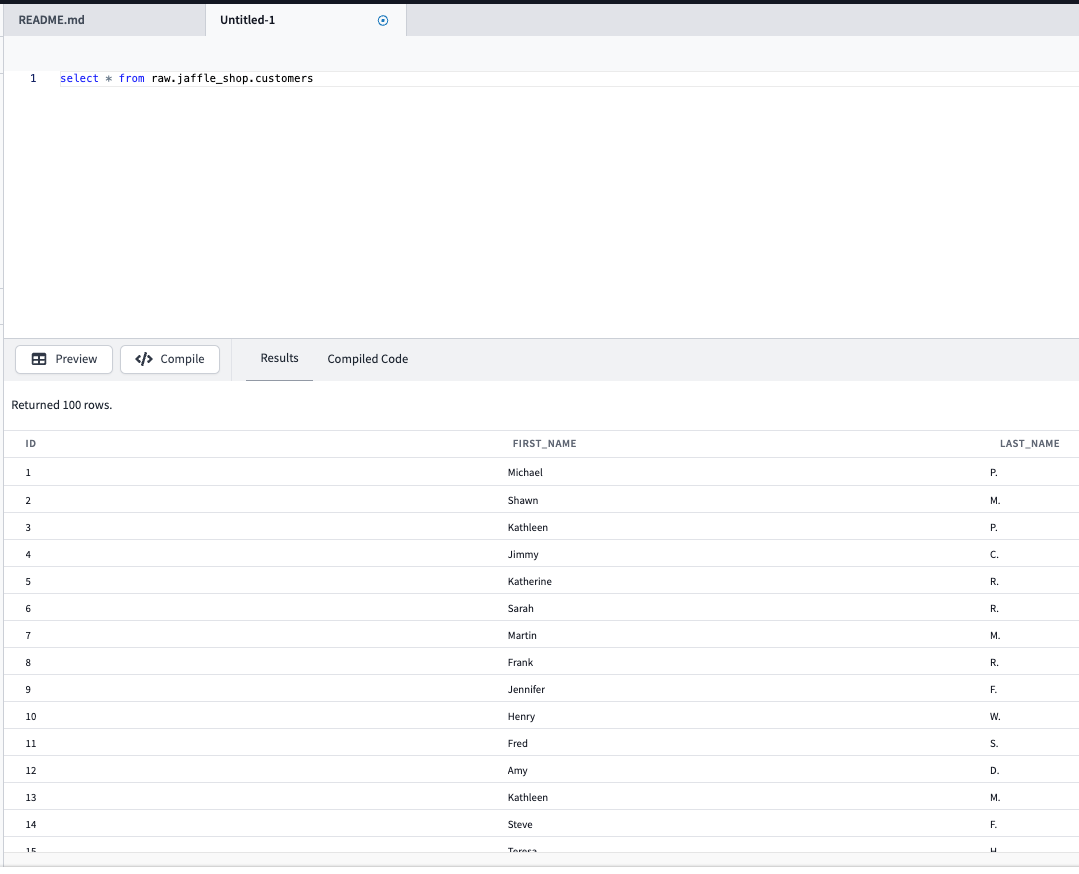 README.md Untitled-1
1 select * from raw.jaffle_shop.customers
Preview </> Compile Results Compiled Code
Returned 100 rows.
ID FIRST_NAME LAST_NAME
1 Michael P.
2 Shawn M.
3 Kathleen P.
4 Jimmy C.
5 Katherine R.
6 Sarah R.
7 Martin M.
8 Frank R.
9 Jennifer F.
10 Henry W.
11 Fred S.
12 Amy D.
13 Kathleen M.
14 Steve F.
15 Teresa H.